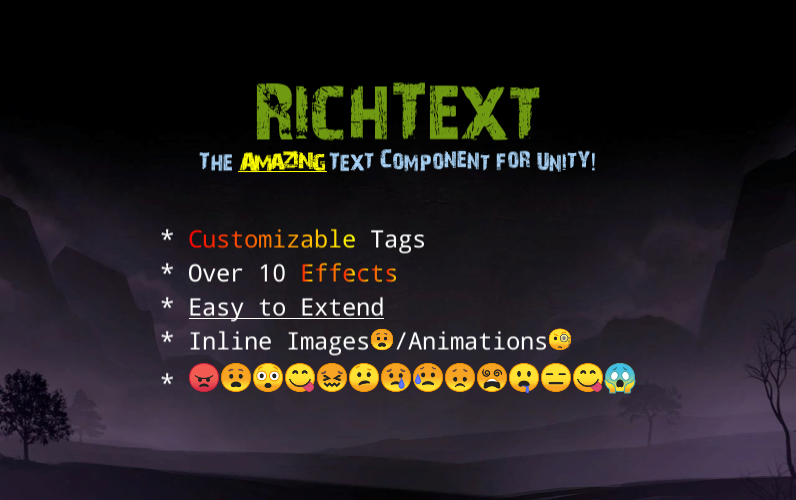 RICHTEXT
THE AMAZING TEXT COMPONENT FOR UNITY!
* Customizable Tags
* Over 10 Effects
* Easy to Extend
* Inline Images😧/Animations🧐
* 😡😧😳😋😖😟😢😥😞😵‍💫🤤😑😋😱